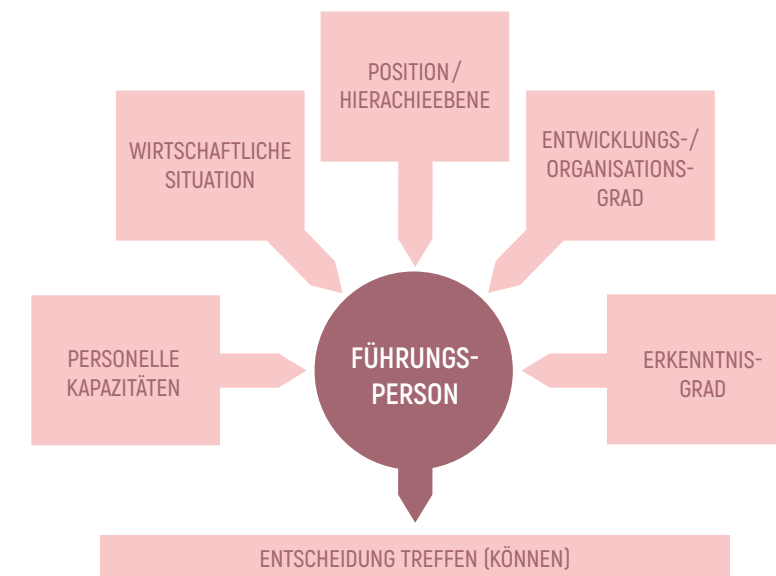 POSITION /
HIERACHIEEBENE
WIRTSCHAFTLICHE
SITUATION
ENTWICKLUNGS-/
ORGANISATIONS-
GRAD
PERSONELLE
KAPAZITÄTEN
FÜHRUNGS-
PERSON
ERKENNTNIS-
GRAD
ENTSCHEIDUNG TREFFEN (KÖNNEN)